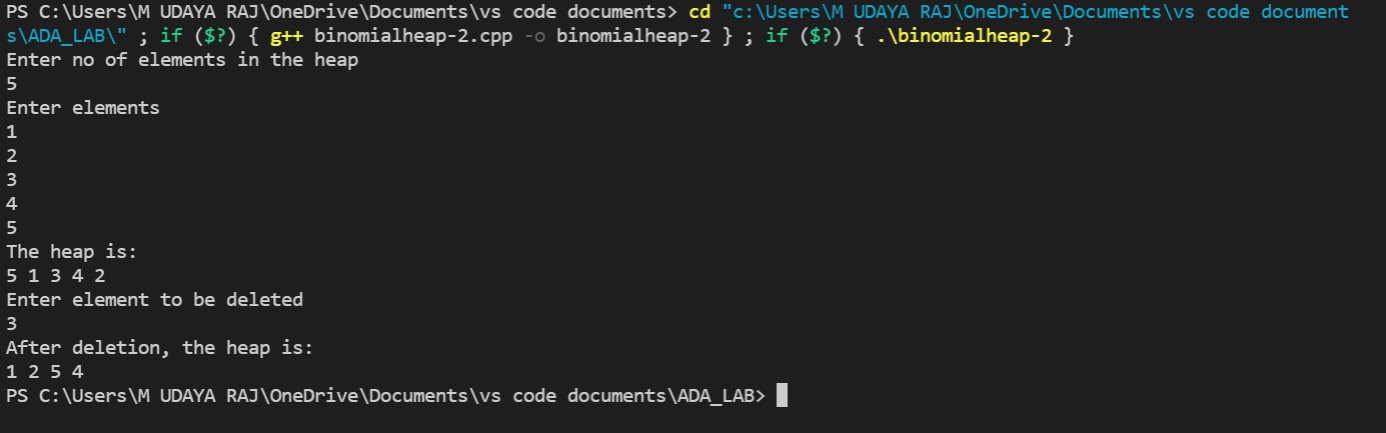 PS C:\Users\M UDAYA RAJ\OneDrive\Documents\vs code documents> cd "c:\Users\M UDAYA RAJ\OneDrive\Documents\vs code document
s\ADA_LAB\" ; if ($?) { g++ binomialheap-2.cpp -o binomialheap-2 } ; if ($?) { .\binomialheap-2 }
Enter no of elements in the heap
5
Enter elements
1
2
3
4
5
The heap is:
5 1 3 4 2
Enter element to be deleted
3
After deletion, the heap is:
1 2 5 4
PS C:\Users\M UDAYA RAJ\OneDrive\Documents\vs code documents\ADA_LAB>